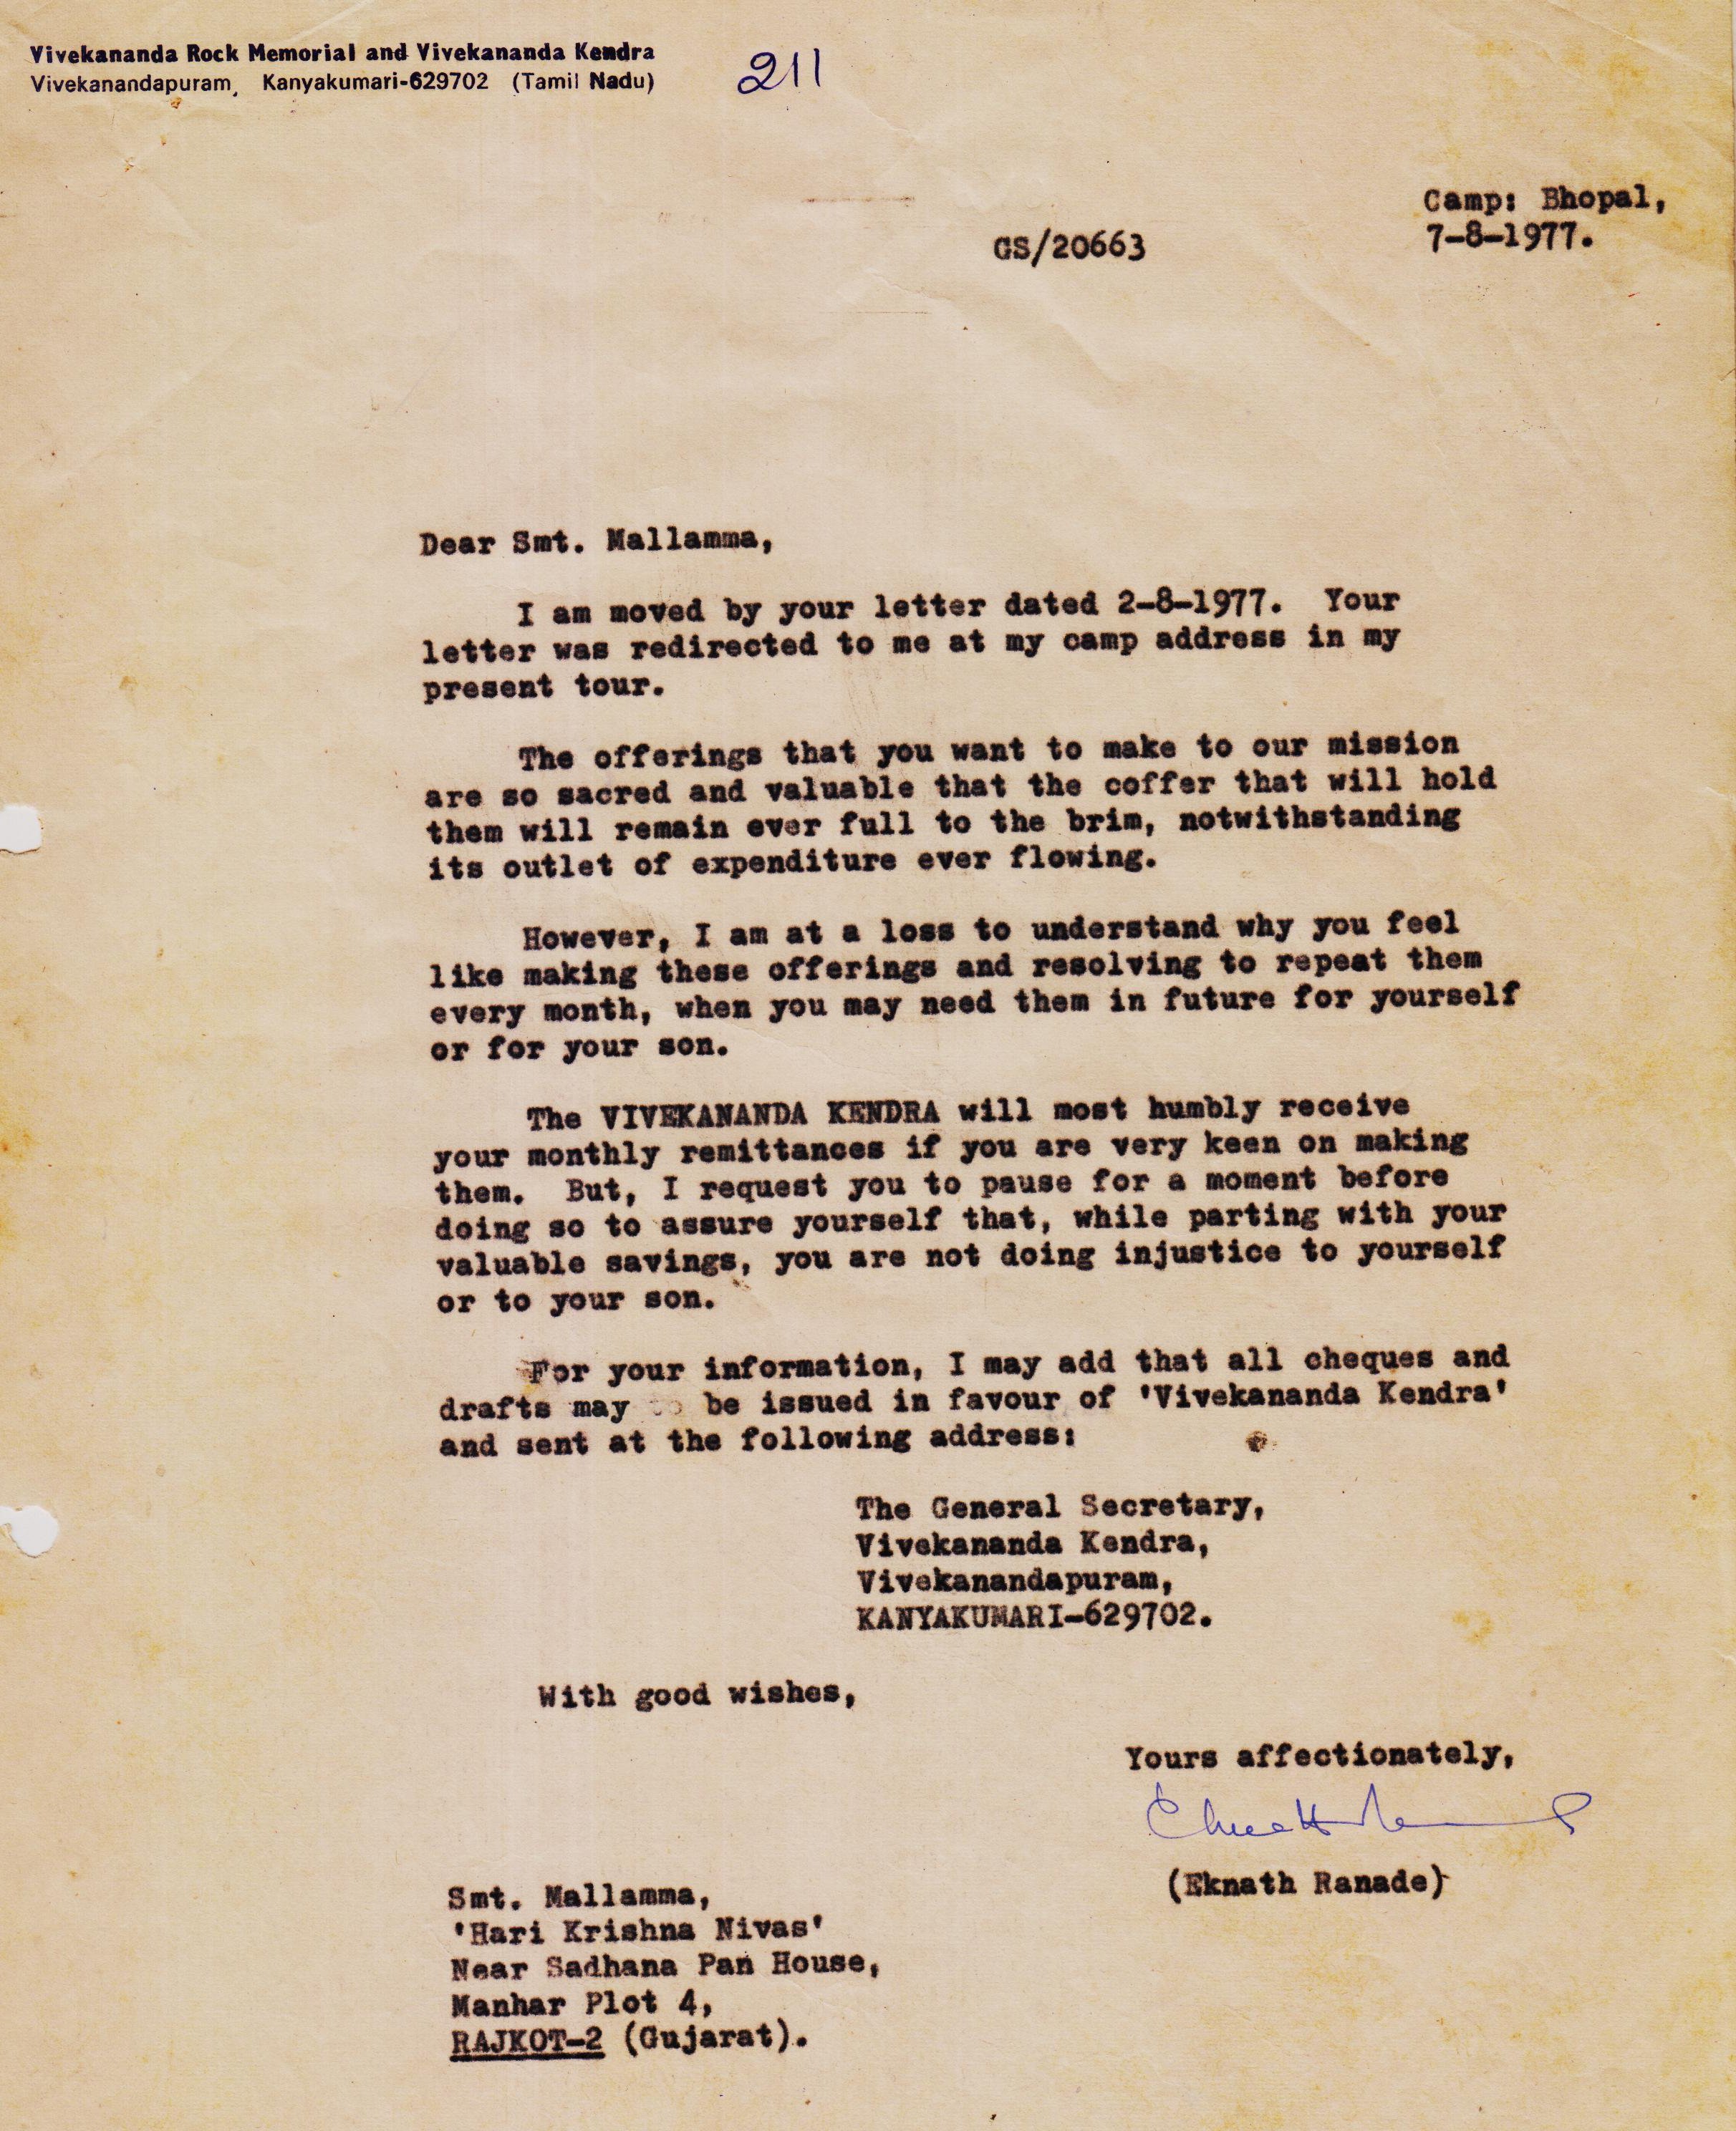 Vivekananda Rock Memorial and Vivekananda Kendra
Vivekanandapuram, Kanyakumari-629702 (Tamil Nadu)
211
Camp: Bhopal,
7-8-1977.
GS/20663
Dear Smt. Mallamma,
I am moved by your letter dated 2-8-1977. Your
letter was redirected to me at my camp address in my
present tour.
The offerings that you want to make to our mission
are so sacred and valuable that the coffer that will hold
them will remain ever full to the brim, notwithstanding
its outlet of expenditure ever flowing.
However, I am at a loss to understand why you feel
like making these offerings and resolving to repeat them
every month, when you may need them in future for yourself
or for your son.
The VIVEKANANDA KENDRA will most humbly receive
your monthly remittances if you are very keen on making
them. But, I request you to pause for a moment before
doing so to assure yourself that, while parting with your
valuable savings, you are not doing injustice to yourself
or to your son.
For your information, I may add that all cheques and
drafts may be issued in favour of 'Vivekananda Kendra'
and sent at the following address:
The General Secretary,
Vivekananda Kendra,
Vivekanandapuram,
KANYAKUMARI-629702.
With good wishes,
Yours affectionately,
(Eknath Ranade)
Smt. Mallamma,
'Hari Krishna Nivas'
Near Sadhana Pan House,
Manhar Plot 4,
RAJKOT-2 (Gujarat).